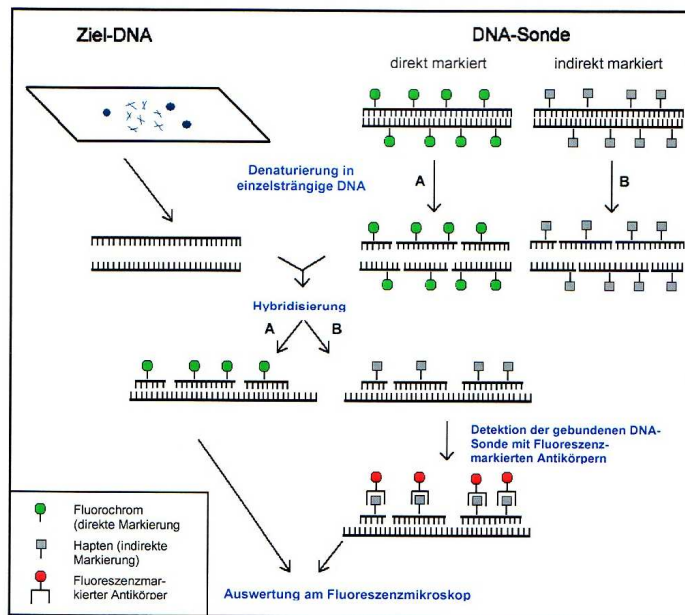 Ziel-DNA
DNA-Sonde
direkt markiert
indirekt markiert
Denaturierung in
einzelsträngige DNA
A
B
Hybridisierung
A
B
Detektion der gebundenen DNA-
Sonde mit Fluoreszenz-
markierten Antikörpern
Fluorochrom
(direkte Markierung
Hapten (indirekte
Markierung)
Fluoreszenzmar-
kierter Antikörper
Auswertung am Fluoreszenzmikroskop